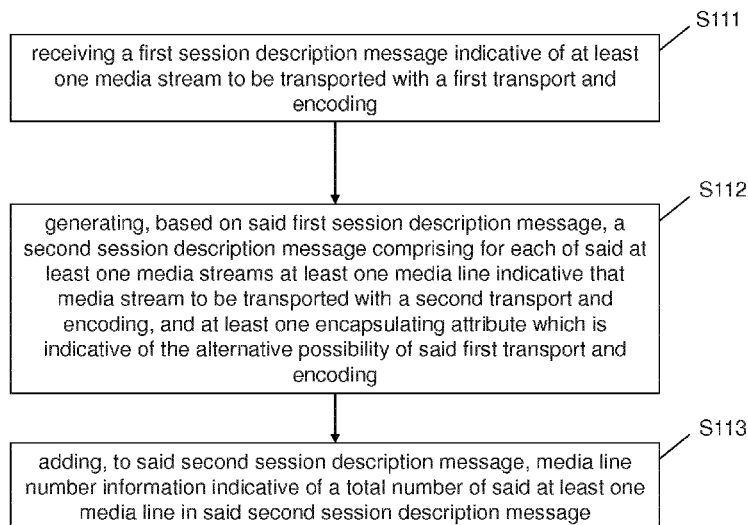 S111
receiving a first session description message indicative of at least
one media stream to be transported with a first transport and
encoding
S112
generating, based on said first session description message, a
second session description message comprising for each of said at
least one media streams at least one media line indicative that
media stream to be transported with a second transport and
encoding, and at least one encapsulating attribute which is
indicative of the alternative possibility of said first transport and
encoding
S113
adding, to said second session description message, media line
number information indicative of a total number of said at least one
media line in said second session description message